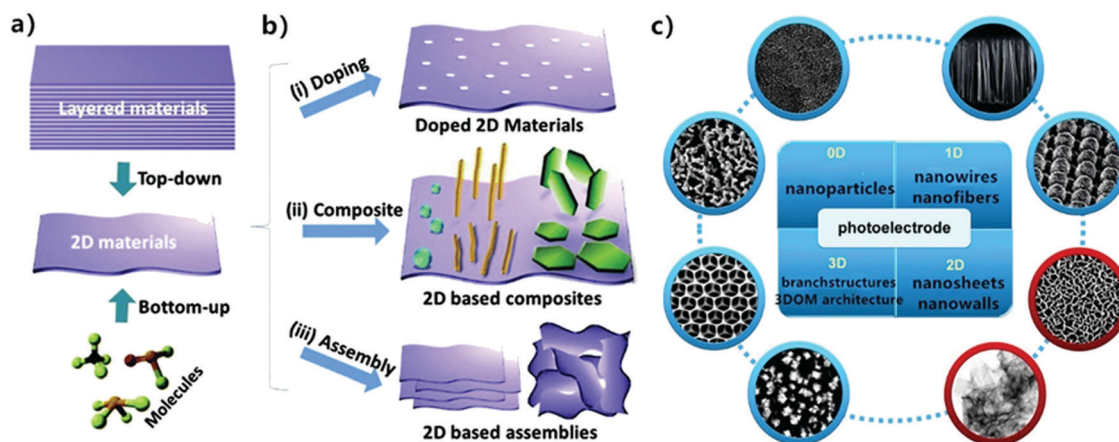 a)
Layered materials
Top-down
2D materials
Bottom-up
Molecules
b)
(i) Doping
Doped 2D Materials
(ii) Composite
2D based composites
(iii) Assembly
2D based assemblies
c)
0D
nanoparticles
1D
nanowires
nanofibers
photoelectrode
3D
branchstructures
3DOM architecture
2D
nanosheets
nanowalls